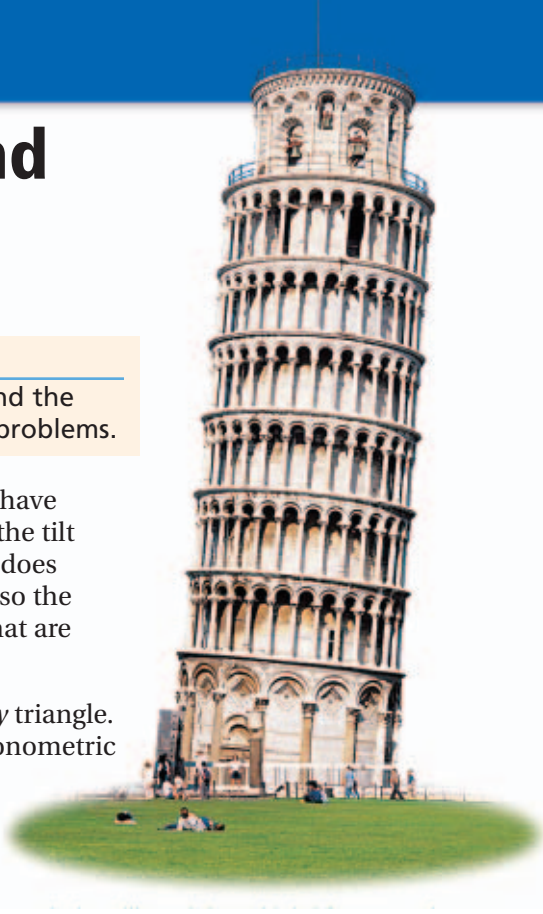 nd
nd the
problems.
have
the tilt
does
so the
hat are
y triangle.
onometric